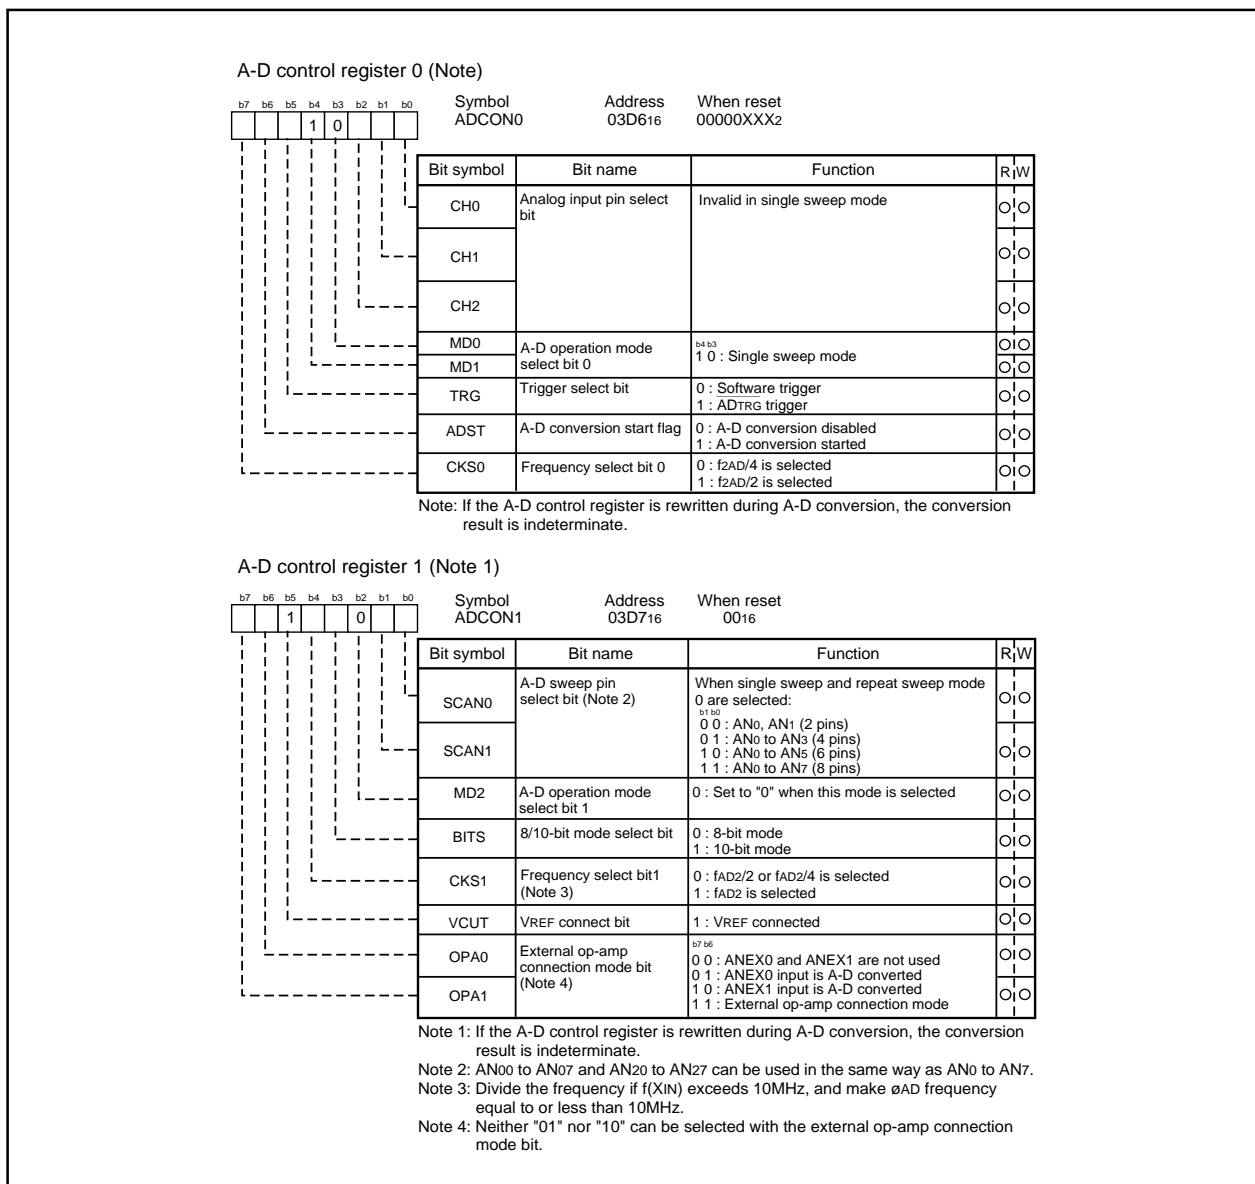 A-D control register 0 (Note)
b7 b6 b5 b4 b3 b2 b1 b0
1 0
Symbol Address When reset
ADCON0 03D616 00000XXX2
Bit symbol Bit name Function R W
CH0 Analog input pin select bit Invalid in single sweep mode
CH1
CH2
MD0 A-D operation mode select bit 0 b4 b3
MD1 1 0 : Single sweep mode
TRG Trigger select bit 0 : Software trigger
1 : ADTRG trigger
ADST A-D conversion start flag 0 : A-D conversion disabled
1 : A-D conversion started
CKS0 Frequency select bit 0 0 : f2AD/4 is selected
1 : f2AD/2 is selected
Note: If the A-D control register is rewritten during A-D conversion, the conversion
result is indeterminate.
A-D control register 1 (Note 1)
b7 b6 b5 b4 b3 b2 b1 b0
1 0
Symbol Address When reset
ADCON1 03D716 0016
Bit symbol Bit name Function R W
SCAN0 A-D sweep pin
select bit (Note 2) When single sweep and repeat sweep mode
0 are selected:
b1 b0
0 0 : AN0, AN1 (2 pins)
0 1 : AN0 to AN3 (4 pins)
SCAN1 1 0 : AN0 to AN5 (6 pins)
1 1 : AN0 to AN7 (8 pins)
MD2 A-D operation mode
select bit 1 0 : Set to "0" when this mode is selected
BITS 8/10-bit mode select bit 0 : 8-bit mode
1 : 10-bit mode
CKS1 Frequency select bit1
(Note 3) 0 : fAD2/2 or fAD2/4 is selected
1 : fAD2 is selected
VCUT VREF connect bit 1 : VREF connected
OPA0 External op-amp
connection mode bit
(Note 4) b7 b6
0 0 : ANEX0 and ANEX1 are not used
0 1 : ANEX0 input is A-D converted
OPA1 1 0 : ANEX1 input is A-D converted
1 1 : External op-amp connection mode
Note 1: If the A-D control register is rewritten during A-D conversion, the conversion
result is indeterminate.
Note 2: AN00 to AN07 and AN20 to AN27 can be used in the same way as AN0 to AN7.
Note 3: Divide the frequency if f(XIN) exceeds 10MHz, and make øAD frequency
equal to or less than 10MHz.
Note 4: Neither "01" nor "10" can be selected with the external op-amp connection
mode bit.